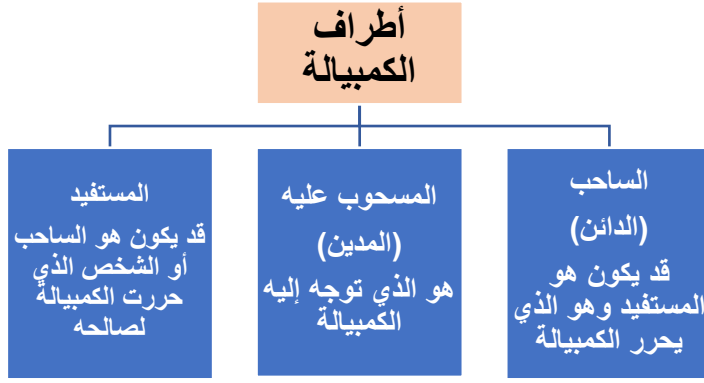 أطراف
الكمبيالة
الساحب
(الدائن)
قد يكون هو
المستفيد وهو الذي
يحرر الكمبيالة
المسحوب عليه
(المدين)
هو الذي توجه إليه
الكمبيالة
المستفيد
قد يكون هو الساحب
أو الشخص الذي
حررت الكمبيالة
لصالحه